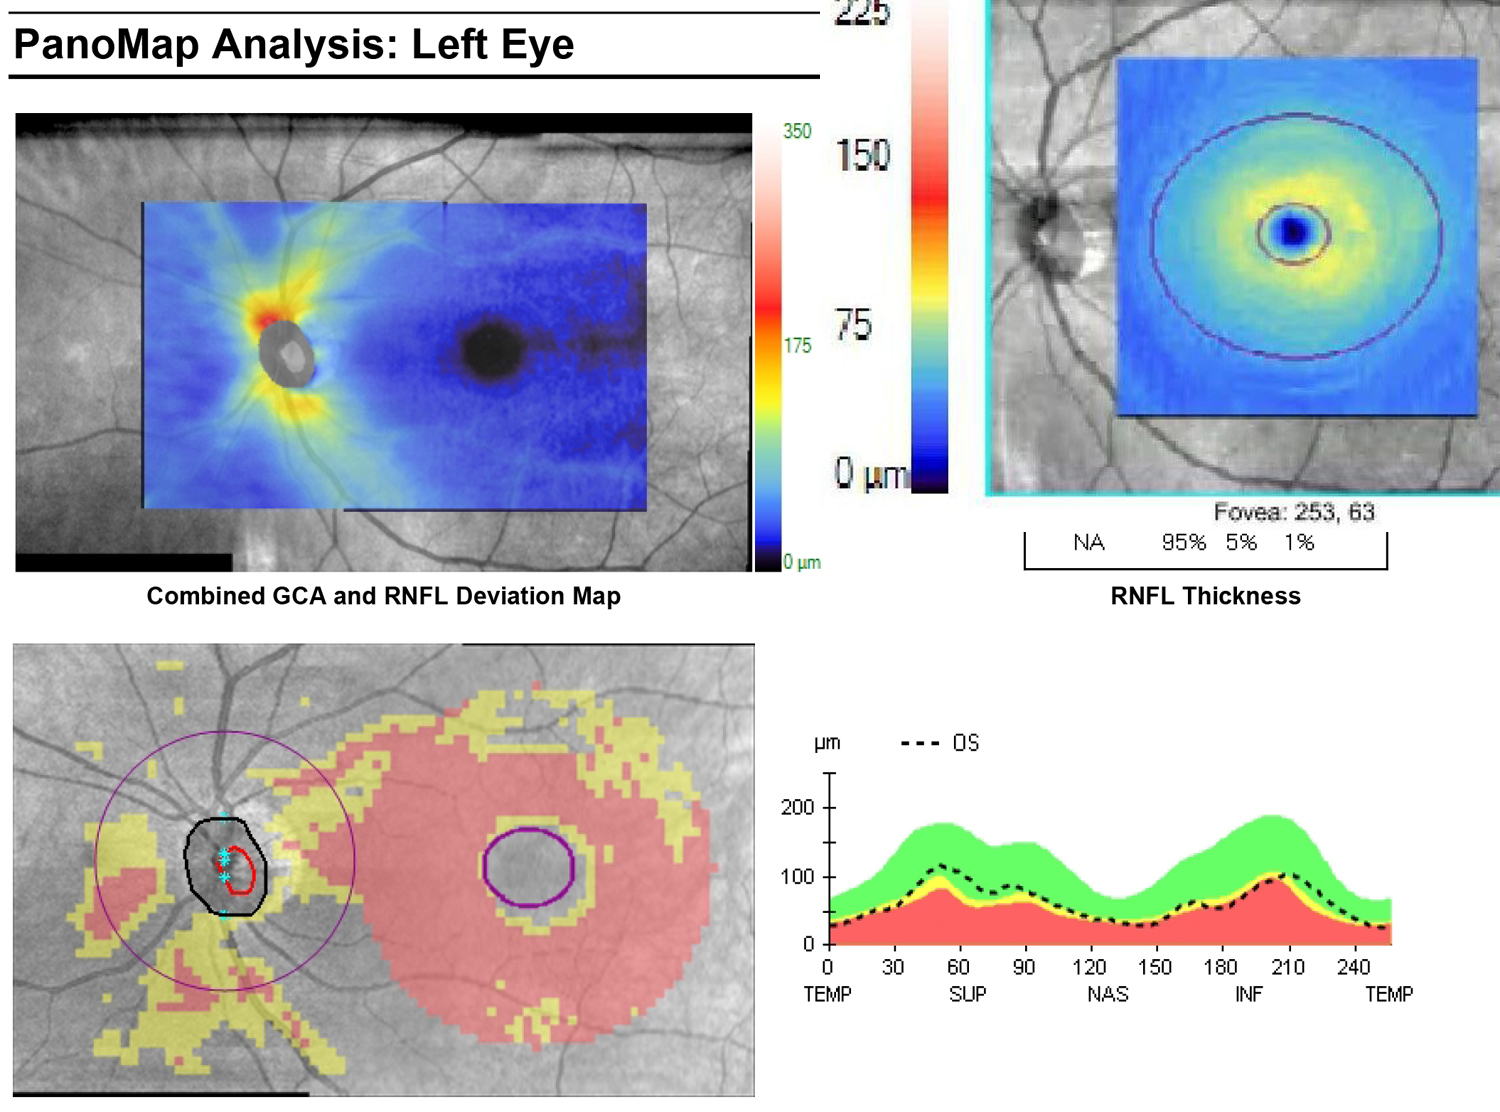 PanoMap Analysis: Left Eye
350
175
0 µm
225
150
75
0 µm
Fovea: 253, 63
NA 95% 5% 1%
Combined GCA and RNFL Deviation Map
RNFL Thickness
µm
OS
200
100
0
0 30 60 90 120 150 180 210 240
TEMP SUP NAS INF TEMP